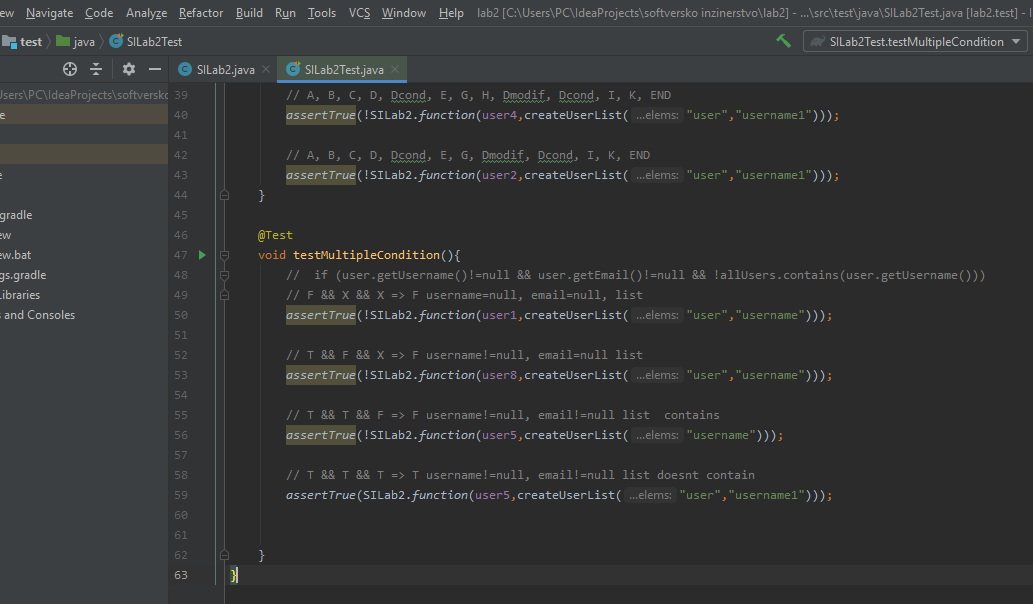 ew Navigate Code Analyze Refactor Build Run Tools VCS Window Help lab2 [C:\Users\PC\IdeaProjects\softversko inzinerstvo\lab2] - ...\src\test\java\SILab2Test.java [lab2.test] - I
test java SILab2Test SILab2Test.testMultipleCondition
SILab2.java SILab2Test.java
Jsers\PC\IdeaProjects\softversko
e
e
gradle
ew
ew.bat
gs.gradle
Libraries
s and Consoles
39 // A, B, C, D, Dcond, E, G, H, Dmodif, Dcond, I, K, END
40 assertTrue(!SILab2.function(user4,createUserList( ...elems: "user","username1")));
41
42 // A, B, C, D, Dcond, E, G, Dmodif, Dcond, I, K, END
43 assertTrue(!SILab2.function(user2,createUserList( ...elems: "user","username1")));
44 }
45
46 @Test
47 void testMultipleCondition(){
48 // if (user.getUsername()!=null && user.getEmail()!=null && !allUsers.contains(user.getUsername()))
49 // F && X && X => F username=null, email=null, list
50 assertTrue(!SILab2.function(user1,createUserList( ...elems: "user","username")));
51
52 // T && F && X => F username!=null, email=null list
53 assertTrue(!SILab2.function(user8,createUserList( ...elems: "user","username")));
54
55 // T && T && F => F username!=null, email!=null list  contains
56 assertTrue(!SILab2.function(user5,createUserList( ...elems: "username")));
57
58 // T && T && T => T username!=null, email!=null list doesnt contain
59 assertTrue(SILab2.function(user5,createUserList( ...elems: "user","username1")));
60
61
62 }
63 }